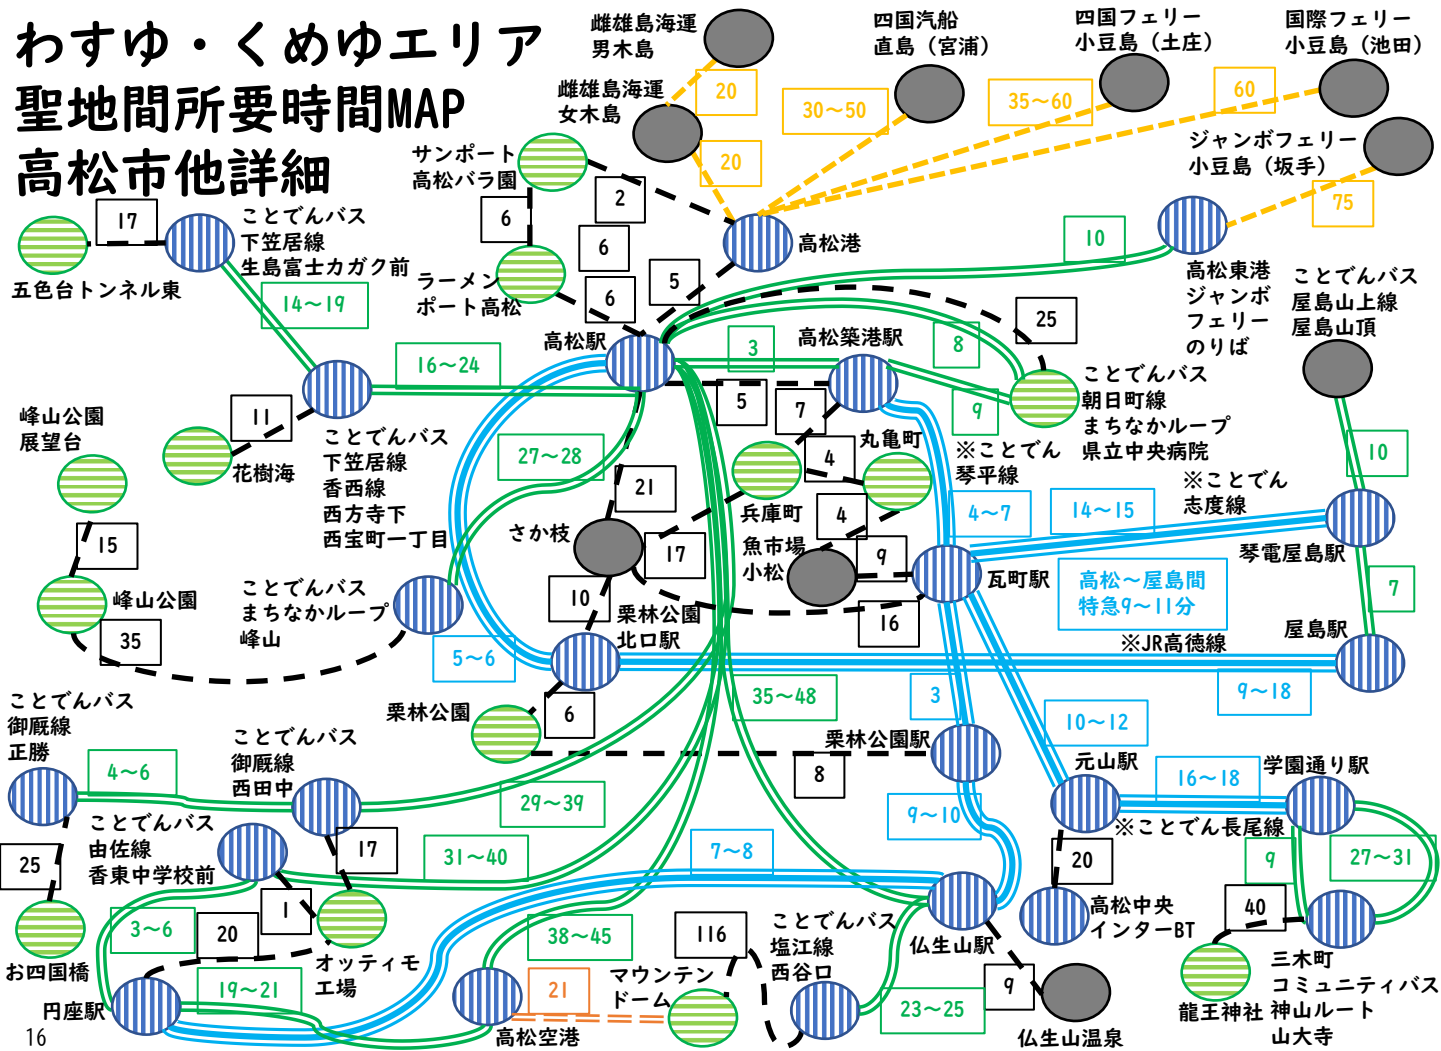 わすゆ・くめゆエリア
聖地間所要時間MAP
高松市他詳細
雌雄島海運
男木島
四国汽船
直島（宮浦）
四国フェリー
小豆島（土庄）
国際フェリー
小豆島（池田）
雌雄島海運
女木島
20
30～50
35～60
60
ジャンボフェリー
小豆島（坂手）
サンポート
高松バラ園
20
75
17
ことでんバス
下笠居線
生島富士カガク前
6
2
高松港
10
五色台トンネル東
14～19
ラーメン
ポート高松
6
6
5
高松東港
ジャンボ
フェリー
のりば
ことでんバス
屋島山上線
屋島山頂
25
高松駅
3
高松築港駅
8
16～24
5
7
9
ことでんバス
朝日町線
まちなかループ
県立中央病院
峰山公園
展望台
11
花樹海
ことでんバス
下笠居線
香西線
西方寺下
西宝町一丁目
27～28
丸亀町
4
※ことでん
琴平線
10
21
兵庫町
4
4～7
14～15
※ことでん
志度線
15
さか枝
17
魚市場
小松
9
瓦町駅
琴電屋島駅
高松～屋島間
特急9～11分
7
峰山公園
35
ことでんバス
まちなかループ
峰山
10
栗林公園
北口駅
16
屋島駅
※JR高徳線
5～6
9～18
ことでんバス
御厩線
正勝
栗林公園
6
35～48
3
10～12
ことでんバス
御厩線
西田中
栗林公園駅
8
元山駅
16～18
学園通り駅
4～6
29～39
9～10
※ことでん長尾線
ことでんバス
由佐線
香東中学校前
25
17
31～40
7～8
20
9
27～31
お四国橋
3～6
20
1
オッティモ
工場
38～45
116
ことでんバス
塩江線
西谷口
仏生山駅
高松中央
インターBT
40
円座駅
19～21
高松空港
21
マウンテン
ドーム
23～25
9
仏生山温泉
龍王神社
三木町
コミュニティバス
神山ルート
山大寺
16